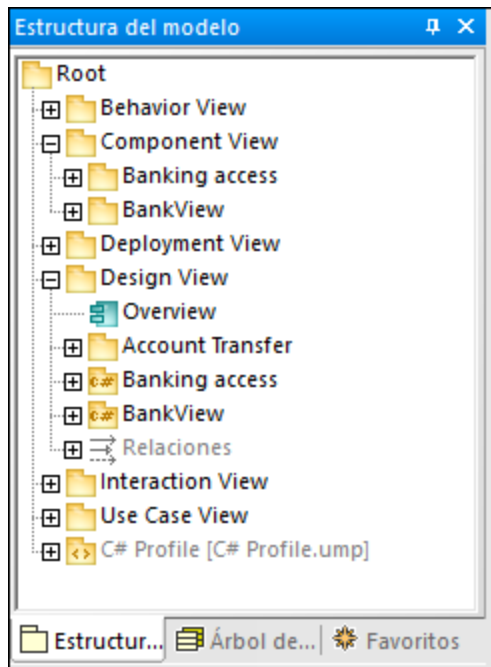 Estructura del modelo
Root
Behavior View
Component View
Banking access
BankView
Deployment View
Design View
Overview
Account Transfer
C# Banking access
C# BankView
Relaciones
Interaction View
Use Case View
C# Profile [C# Profile.ump]
Estructur... Árbol de... Favoritos